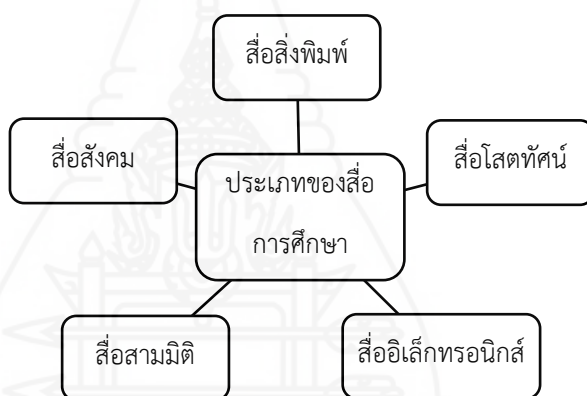 สื่อสิ่งพิมพ์
สื่อสังคม
สื่อโสตทัศน์
ประเภทของสื่อ
การศึกษา
สื่อสามมิติ
สื่ออิเล็กทรอนิกส์